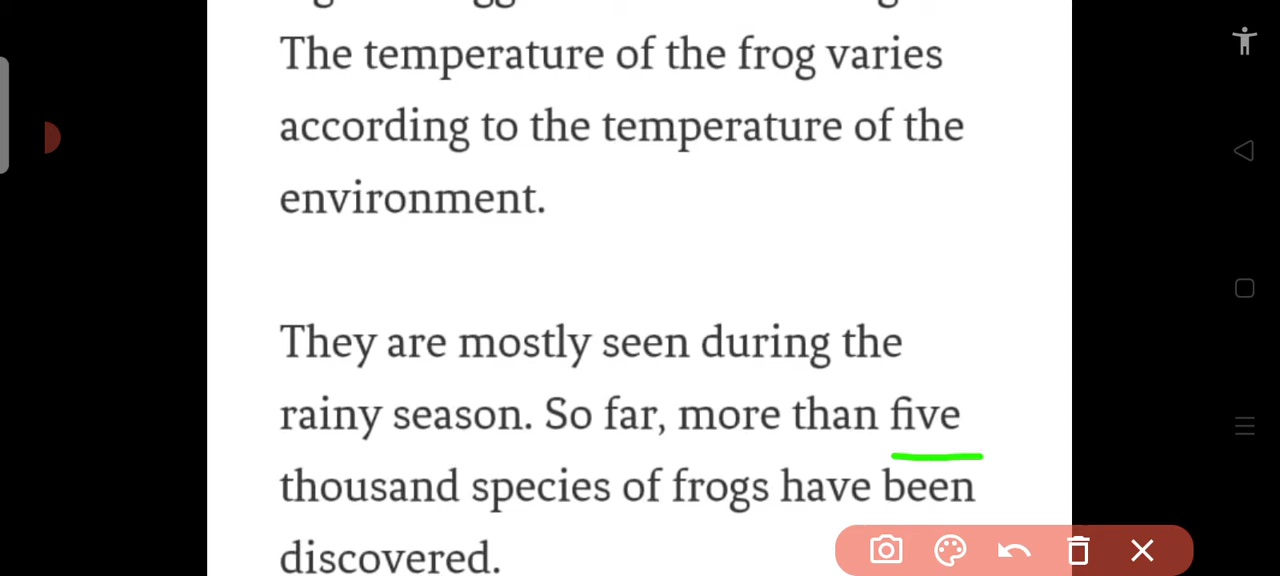 The temperature of the frog varies
according to the temperature of the
environment.
They are mostly seen during the
rainy season. So far, more than five
thousand species of frogs have been
discovered.